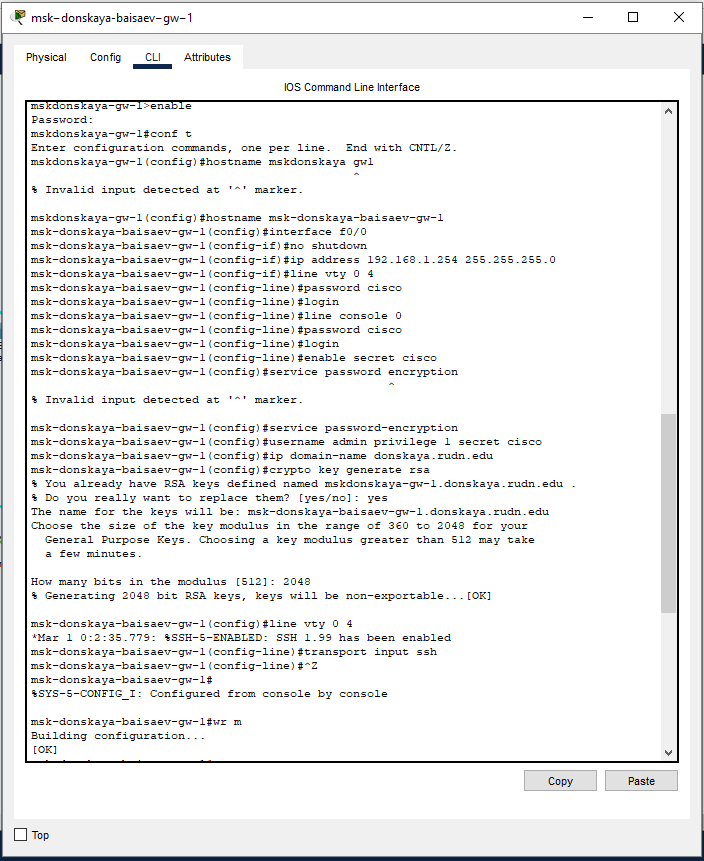 msk-donskaya-baisaev-gw-1
Physical Config CLI Attributes
IOS Command Line Interface
mskdonskaya-gw-1>enable
Password:
mskdonskaya-gw-1#conf t
Enter configuration commands, one per line.  End with CNTL/Z.
mskdonskaya-gw-1(config)#hostname mskdonskaya gw1
^
% Invalid input detected at '^' marker.
mskdonskaya-gw-1(config)#hostname msk-donskaya-baisaev-gw-1
msk-donskaya-baisaev-gw-1(config)#interface f0/0
msk-donskaya-baisaev-gw-1(config-if)#no shutdown
msk-donskaya-baisaev-gw-1(config-if)#ip address 192.168.1.254 255.255.255.0
msk-donskaya-baisaev-gw-1(config-if)#line vty 0 4
msk-donskaya-baisaev-gw-1(config-line)#password cisco
msk-donskaya-baisaev-gw-1(config-line)#login
msk-donskaya-baisaev-gw-1(config-line)#line console 0
msk-donskaya-baisaev-gw-1(config-line)#password cisco
msk-donskaya-baisaev-gw-1(config-line)#login
msk-donskaya-baisaev-gw-1(config-line)#enable secret cisco
msk-donskaya-baisaev-gw-1(config)#service password encryption
^
% Invalid input detected at '^' marker.
msk-donskaya-baisaev-gw-1(config)#service password-encryption
msk-donskaya-baisaev-gw-1(config)#username admin privilege 1 secret cisco
msk-donskaya-baisaev-gw-1(config)#ip domain-name donskaya.rudn.edu
msk-donskaya-baisaev-gw-1(config)#crypto key generate rsa
% You already have RSA keys defined named mskdonskaya-gw-1.donskaya.rudn.edu .
% Do you really want to replace them? [yes/no]: yes
The name for the keys will be: msk-donskaya-baisaev-gw-1.donskaya.rudn.edu
Choose the size of the key modulus in the range of 360 to 2048 for your
General Purpose Keys. Choosing a key modulus greater than 512 may take
a few minutes.
How many bits in the modulus [512]: 2048
% Generating 2048 bit RSA keys, keys will be non-exportable...[OK]
msk-donskaya-baisaev-gw-1(config)#line vty 0 4
*Mar 1 0:2:35.779: %SSH-5-ENABLED: SSH 1.99 has been enabled
msk-donskaya-baisaev-gw-1(config-line)#transport input ssh
msk-donskaya-baisaev-gw-1(config-line)#^Z
msk-donskaya-baisaev-gw-1#
%SYS-5-CONFIG_I: Configured from console by console
msk-donskaya-baisaev-gw-1#wr m
Building configuration...
[OK]
Copy Paste
Top